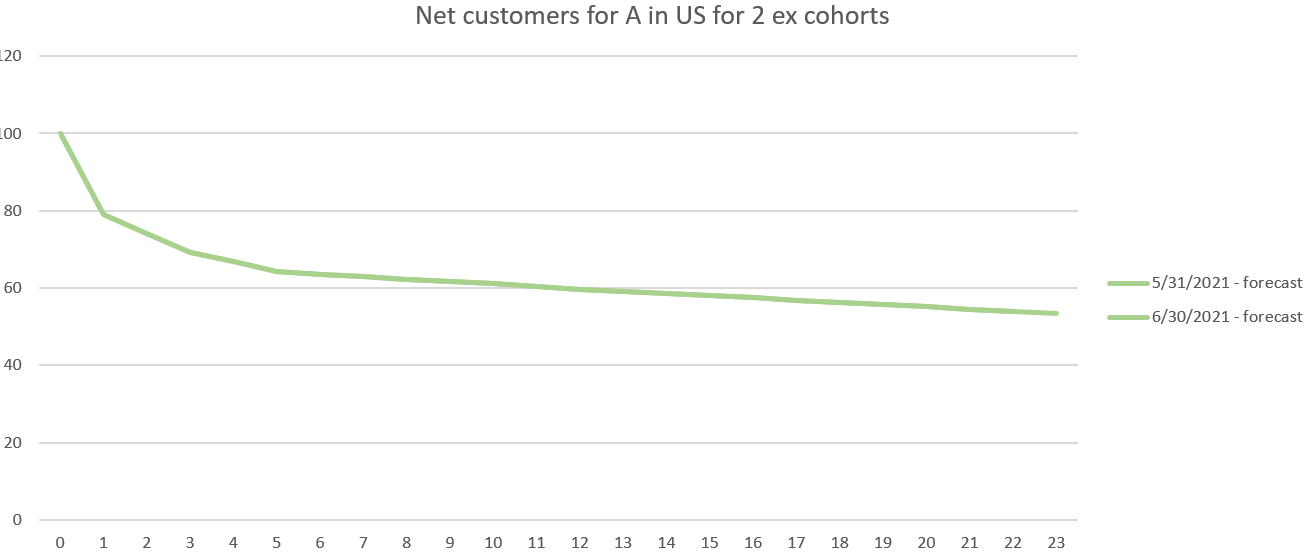 Net customers for A in US for 2 ex cohorts
120
100
80
60
40
20
0
0 1 2 3 4 5 6 7 8 9 10 11 12 13 14 15 16 17 18 19 20 21 22 23
5/31/2021 - forecast
6/30/2021 - forecast